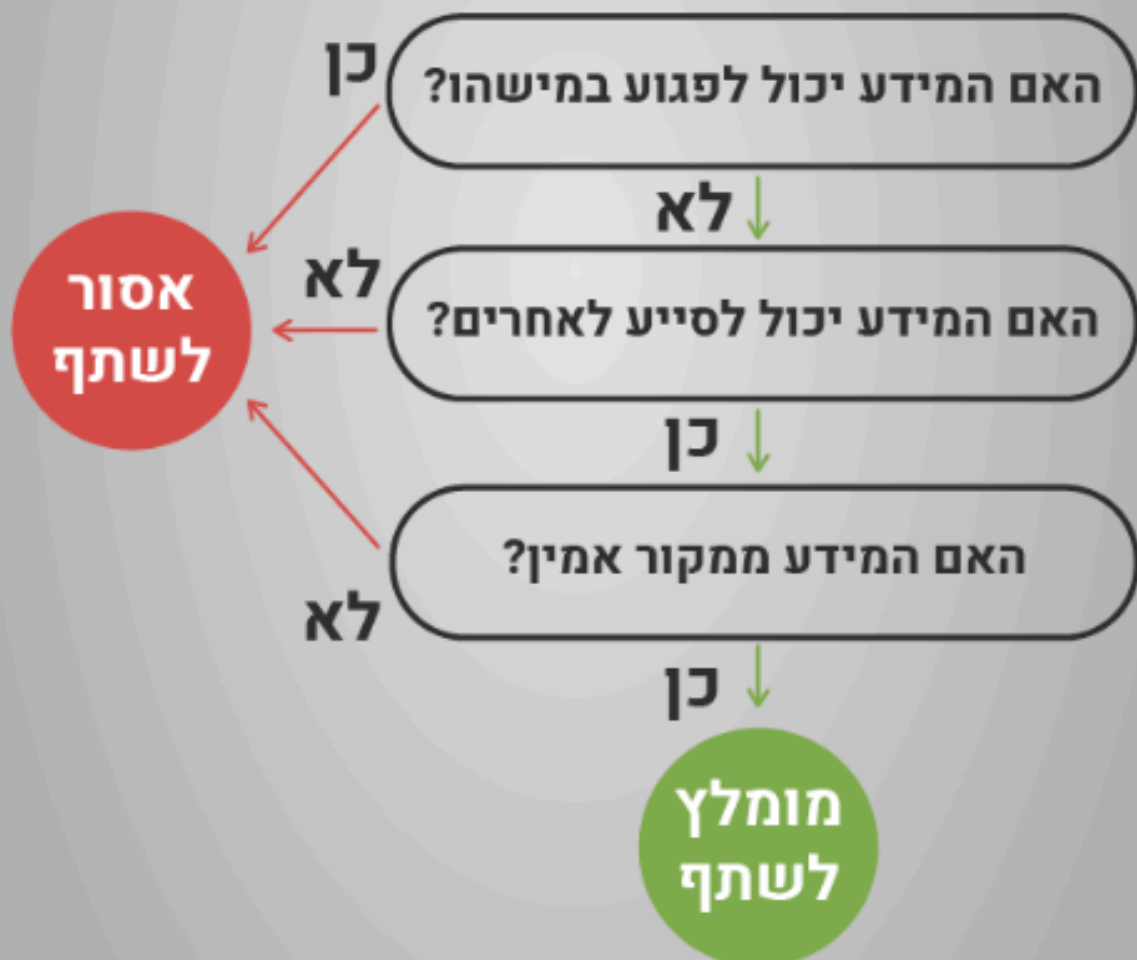 האם המידע יכול לפגוע במישהו?
כן
לא
האם המידע יכול לסייע לאחרים?
לא
אסור
לשתף
כן
האם המידע ממקור אמין?
לא
כן
מומלץ
לשתף